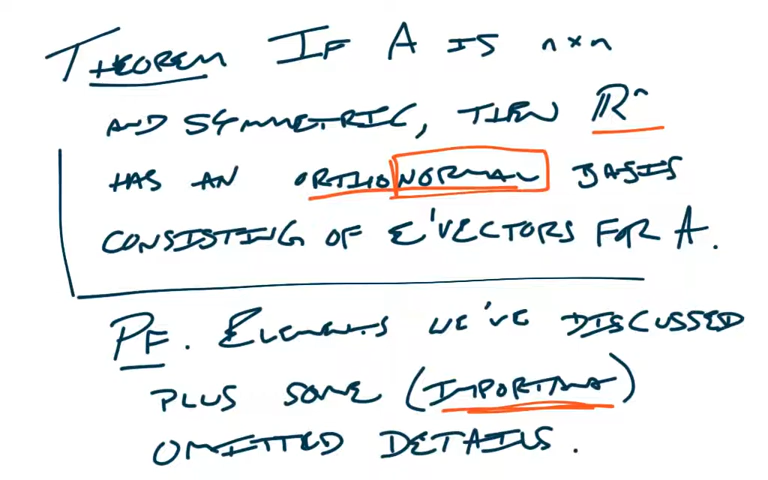 THEOREM IF A IS n×n
AND SYMMETRIC, THEN ℝⁿ
HAS AN ORTHONORMAL BASIS
CONSISTING OF E'VECTORS FOR A.
PF. ELEMENTS WE'VE DISCUSSED
PLUS SOME (IMPORTANT)
OMITTED DETAILS.